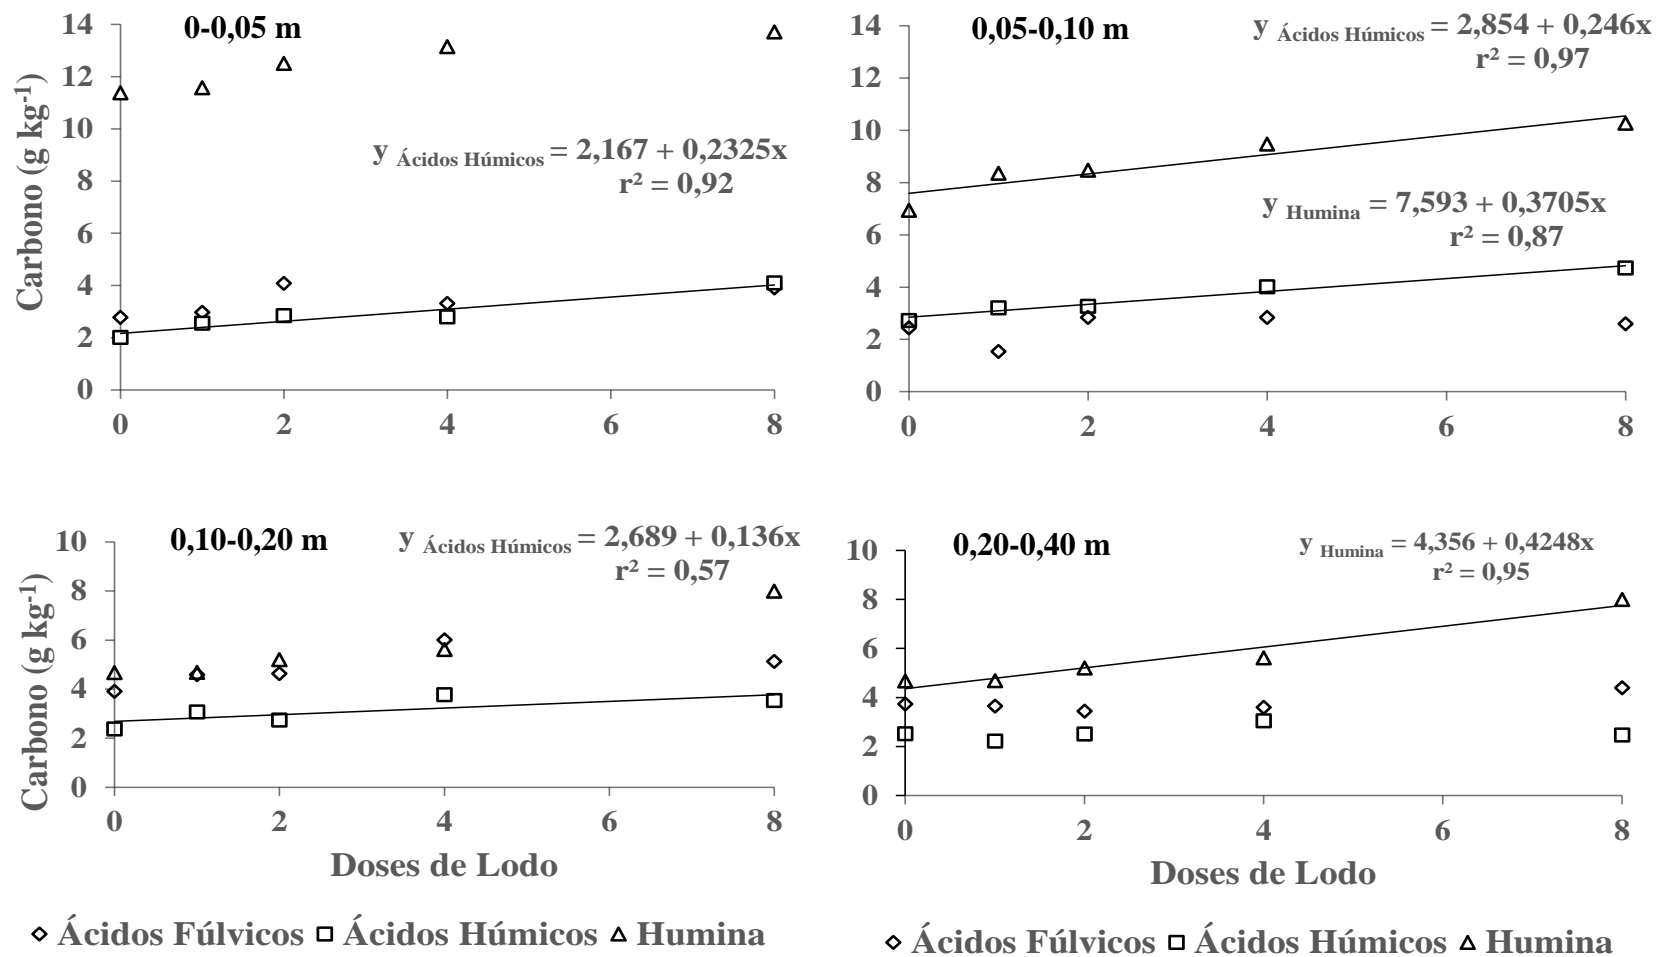 0-0,05 m
Carbono (g kg-1)
14
12
10
8
6
4
2
0
0 2 4 6 8
y Ácidos Húmicos = 2,167 + 0,2325x
r² = 0,92
0,05-0,10 m
y Ácidos Húmicos = 2,854 + 0,246x
r² = 0,97
14
12
10
8
6
4
2
0
0 2 4 6 8
y Humina = 7,593 + 0,3705x
r² = 0,87
0,10-0,20 m
y Ácidos Húmicos = 2,689 + 0,136x
r² = 0,57
Carbono (g kg-1)
10
8
6
4
2
0
0 2 4 6 8
Doses de Lodo
0,20-0,40 m
y Humina = 4,356 + 0,4248x
r² = 0,95
10
8
6
4
2
0
0 2 4 6 8
Doses de Lodo
Ácidos Fúlvicos Ácidos Húmicos Humina
Ácidos Fúlvicos Ácidos Húmicos Humina